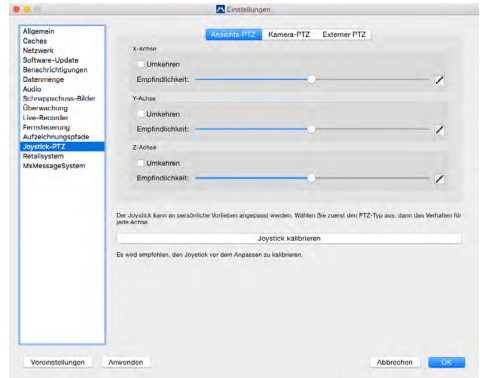 Einstellungen
Allgemein
Caches
Netzwerk
Software-Update
Benachrichtigungen
Datenmenge
Audio
Schnappschuss-Bilder
Überwachung
Live-Recorder
Fernsteuerung
Aufzeichnungspfade
Joystick-PTZ
Retailsystem
MxMessageSystem
Ansichts-PTZ Kamera-PTZ Externer PTZ
X-Achse
Umkehren
Empfindlichkeit:
Y-Achse
Umkehren
Empfindlichkeit:
Z-Achse
Umkehren
Empfindlichkeit:
Der Joystick kann an persönliche Vorlieben angepasst werden. Wählen Sie zuerst den PTZ-Typ aus, dann das Verhalten für
jede Achse.
Joystick kalibrieren
Es wird empfohlen, den Joystick vor dem Anpassen zu kalibrieren.
Voreinstellungen Anwenden Abbrechen OK